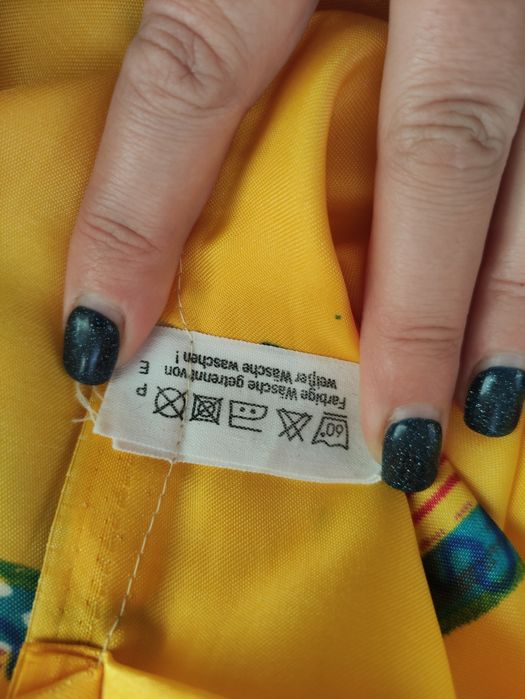 60 P
Farbige Wäsche getrennt von E
weißer Wäsche waschen !